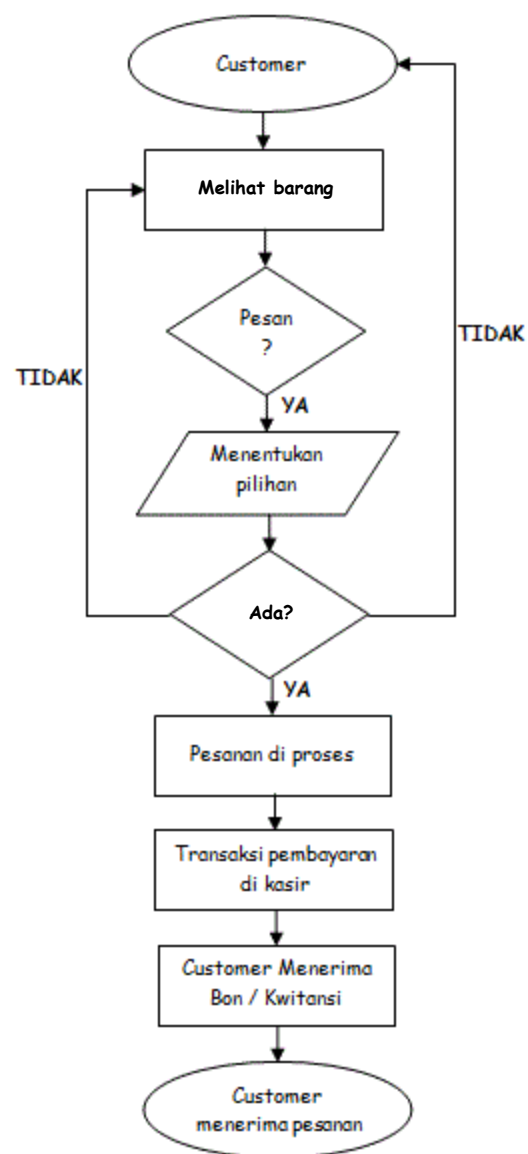 Customer
Melihat barang
Pesan
?
TIDAK
TIDAK
YA
Menentukan
pilihan
Ada?
YA
Pesanan di proses
Transaksi pembayaran
di kasir
Customer Menerima
Bon / Kwitansi
Customer
menerima pesanan